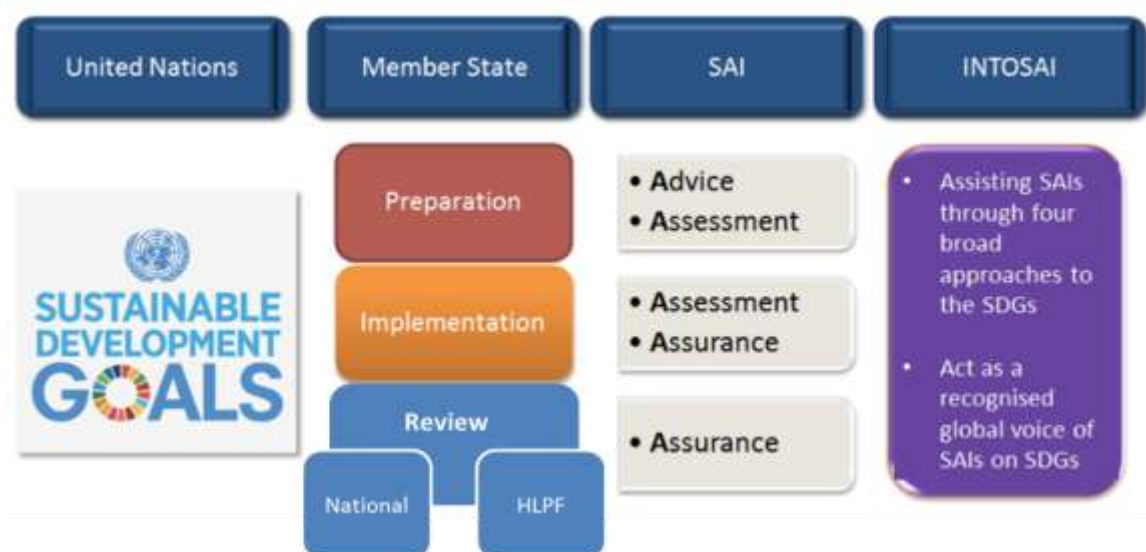 United Nations
Member State
SAI
INTOSAI
SUSTAINABLE
DEVELOPMENT
GOALS
Preparation
Implementation
Review
National
HLPF
• Advice
• Assessment
• Assessment
• Assurance
• Assurance
• Assisting SAIs
through four
broad
approaches to
the SDGs
• Act as a
recognised
global voice of
SAIs on SDGs